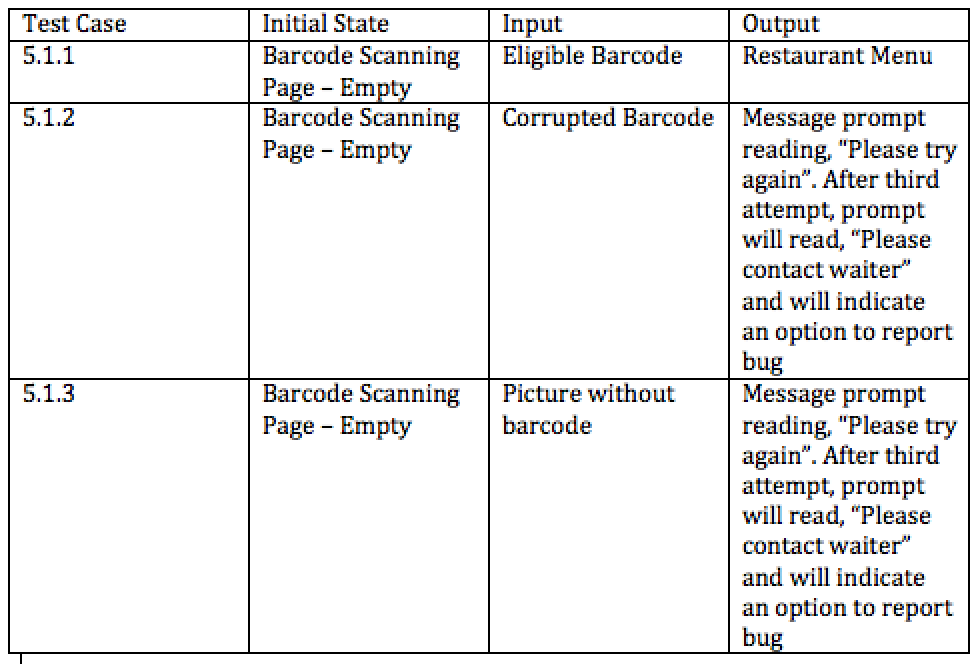 Test Case Initial State Input Output
5.1.1 Barcode Scanning Page – Empty Eligible Barcode Restaurant Menu
5.1.2 Barcode Scanning Page – Empty Corrupted Barcode Message prompt
reading, “Please try
again”. After third
attempt, prompt
will read, “Please
contact waiter”
and will indicate
an option to report
bug
5.1.3 Barcode Scanning Page – Empty Picture without barcode Message prompt
reading, “Please try
again”. After third
attempt, prompt
will read, “Please
contact waiter”
and will indicate
an option to report
bug